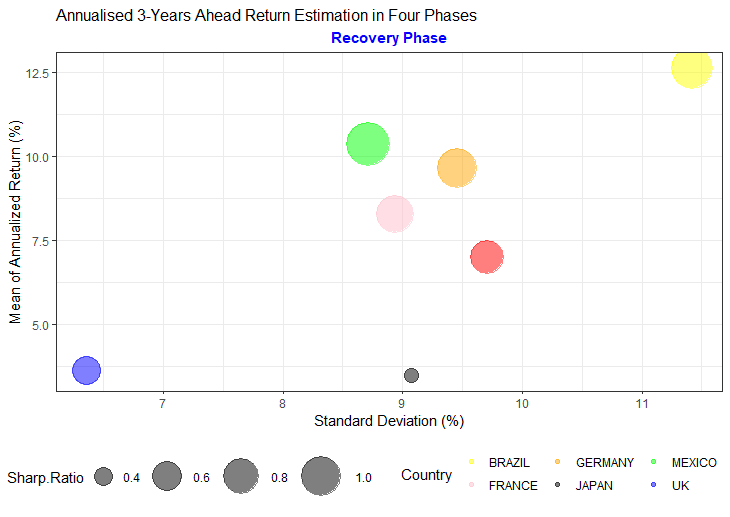 Annualised 3-Years Ahead Return Estimation in Four Phases
Recovery Phase
Mean of Annualized Return (%)
12.5
10.0
7.5
5.0
7 8 9 10 11
Standard Deviation (%)
Sharp.Ratio 0.4 0.6 0.8 1.0
Country
BRAZIL GERMANY MEXICO
FRANCE JAPAN UK